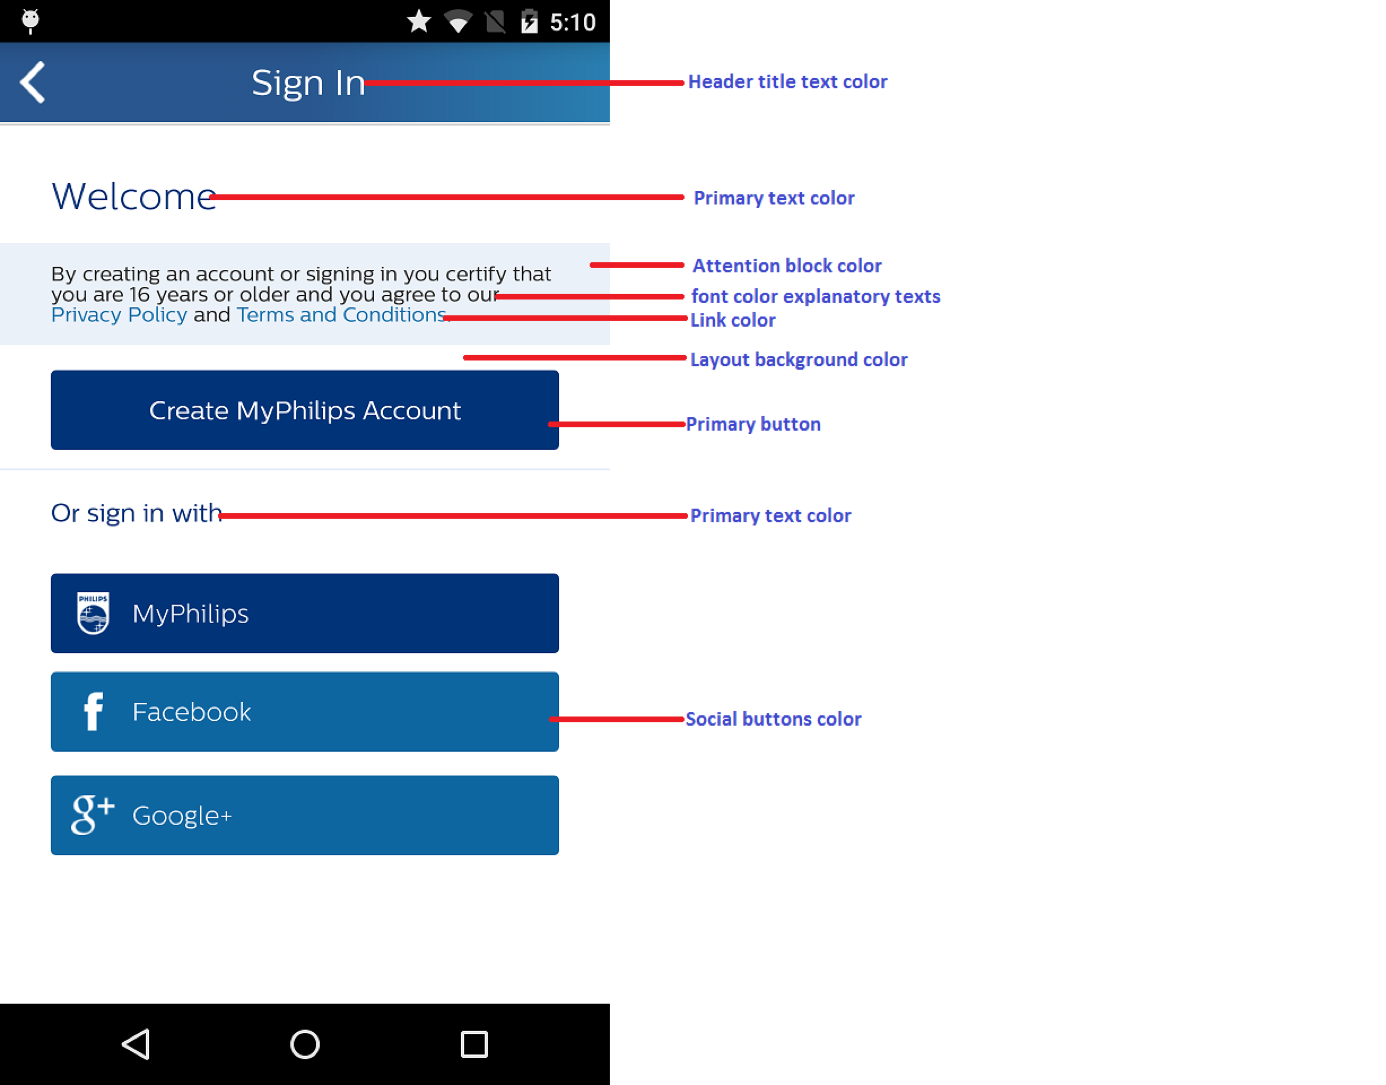 5:10
Sign In
Header title text color
Welcome
Primary text color
Attention block color
By creating an account or signing in you certify that
you are 16 years or older and you agree to our
font color explanatory texts
Privacy Policy and Terms and Conditions.
Link color
Layout background color
Create MyPhilips Account
Primary button
Or sign in with
Primary text color
PHILIPS
MyPhilips
f Facebook
Social buttons color
g+ Google+